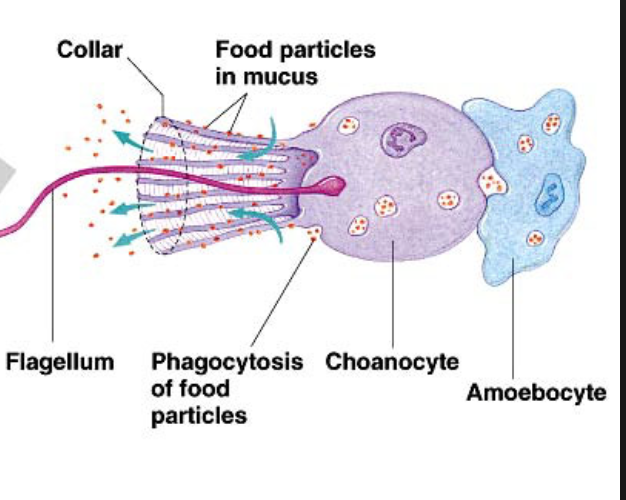 Collar
Food particles
in mucus
Flagellum
Phagocytosis
of food
particles
Choanocyte
Amoebocyte